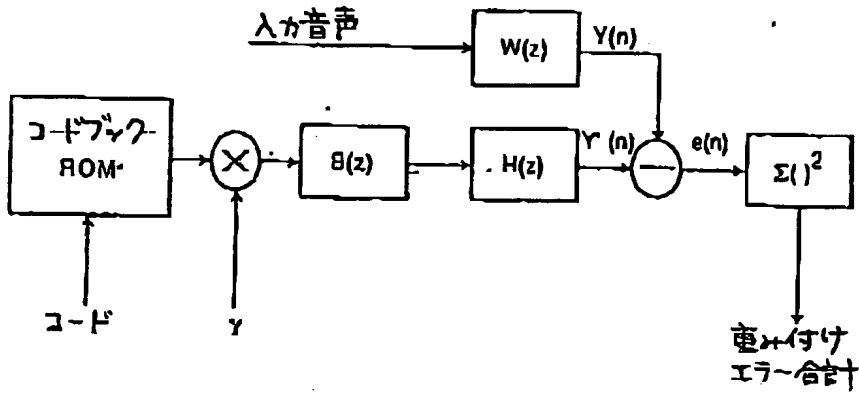 入力音声
W(z)
Y(n)
コードブック
ROM
B(z)
H(z)
Y'(n)
e(n)
Σ( )²
コード
γ
重み付け
エラー合計